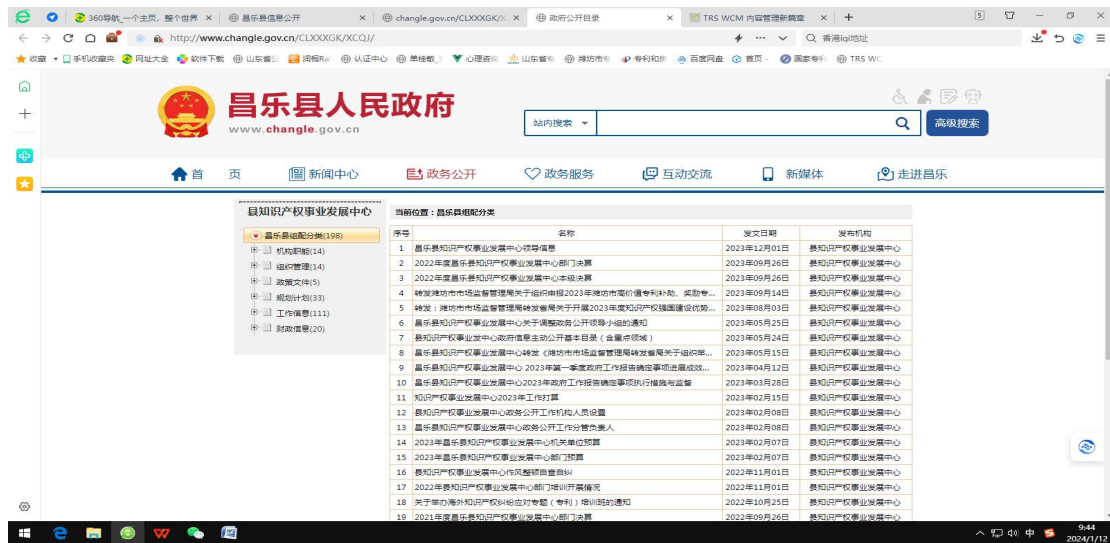 360导航_一个主页，整个世界
昌乐县信息公开
changle.gov.cn/CLXXXGK/
政府公开目录
TRS WCM 内容管理新篇章
5
http://www.changle.gov.cn/CLXXXGK/XCQJ/
香港iqi地址
收藏 手机收藏夹 网址大全 软件下载 山东省公 润桐Ra 认证中心 单桂敏_ 心理咨询 山东省专 潍坊市专 专利和 百度网盘 首页 - 国家专利 TRS WC
昌乐县人民政府
www.changle.gov.cn
站内搜索
高级搜索
首 页 新闻中心 政务公开 政务服务 互动交流 新媒体 走进昌乐
县知识产权事业发展中心
昌乐县组配分类(198)
机构职能(14)
组织管理(14)
政策文件(5)
规划计划(33)
工作信息(111)
财政信息(20)
当前位置：昌乐县组配分类
序号 名称 发文日期 发布机构
1 昌乐县知识产权事业发展中心领导信息 2023年12月01日 县知识产权事业发展中心
2 2022年度昌乐县知识产权事业发展中心部门决算 2023年09月26日 县知识产权事业发展中心
3 2022年度昌乐县知识产权事业发展中心本级决算 2023年09月26日 县知识产权事业发展中心
4 转发潍坊市市场监督管理局关于组织申报2023年潍坊市高价值专利补助、奖励专... 2023年09月14日 县知识产权事业发展中心
5 转发：潍坊市市场监督管理局转发省局关于开展2023年度知识产权强国建设优势... 2023年08月03日 县知识产权事业发展中心
6 昌乐县知识产权事业发展中心关于调整政务公开领导小组的通知 2023年05月25日 县知识产权事业发展中心
7 县知识产权事业发中心政府信息主动公开基本目录（含重点领域） 2023年05月24日 县知识产权事业发展中心
8 昌乐县知识产权事业发展中心转发《潍坊市市场监督管理局转发省局关于组织举... 2023年05月15日 县知识产权事业发展中心
9 昌乐县知识产权事业发展中心 2023年第一季度政府工作报告确定事项进展成效... 2023年04月12日 县知识产权事业发展中心
10 昌乐县知识产权事业发展中心2023年政府工作报告确定事项执行措施与监督 2023年03月28日 县知识产权事业发展中心
11 知识产权事业发展中心2023年工作打算 2023年02月15日 县知识产权事业发展中心
12 县知识产权事业发展中心政务公开工作机构人员设置 2023年02月08日 县知识产权事业发展中心
13 昌乐县知识产权事业发展中心政务公开工作分管负责人 2023年02月08日 县知识产权事业发展中心
14 2023年昌乐县知识产权事业发展中心机关单位预算 2023年02月07日 县知识产权事业发展中心
15 2023年昌乐县知识产权事业发展中心部门预算 2023年02月07日 县知识产权事业发展中心
16 县知识产权事业发展中心作风整顿自查自纠 2022年11月01日 县知识产权事业发展中心
17 2022年县知识产权事业发展中心部门培训开展情况 2022年11月01日 县知识产权事业发展中心
18 关于举办海外知识产权纠纷应对专题（专利）培训班的通知 2022年10月25日 县知识产权事业发展中心
19 2021年度昌乐县知识产权事业发展中心部门决算 2022年09月26日 县知识产权事业发展中心
中
9:44
2024/1/12